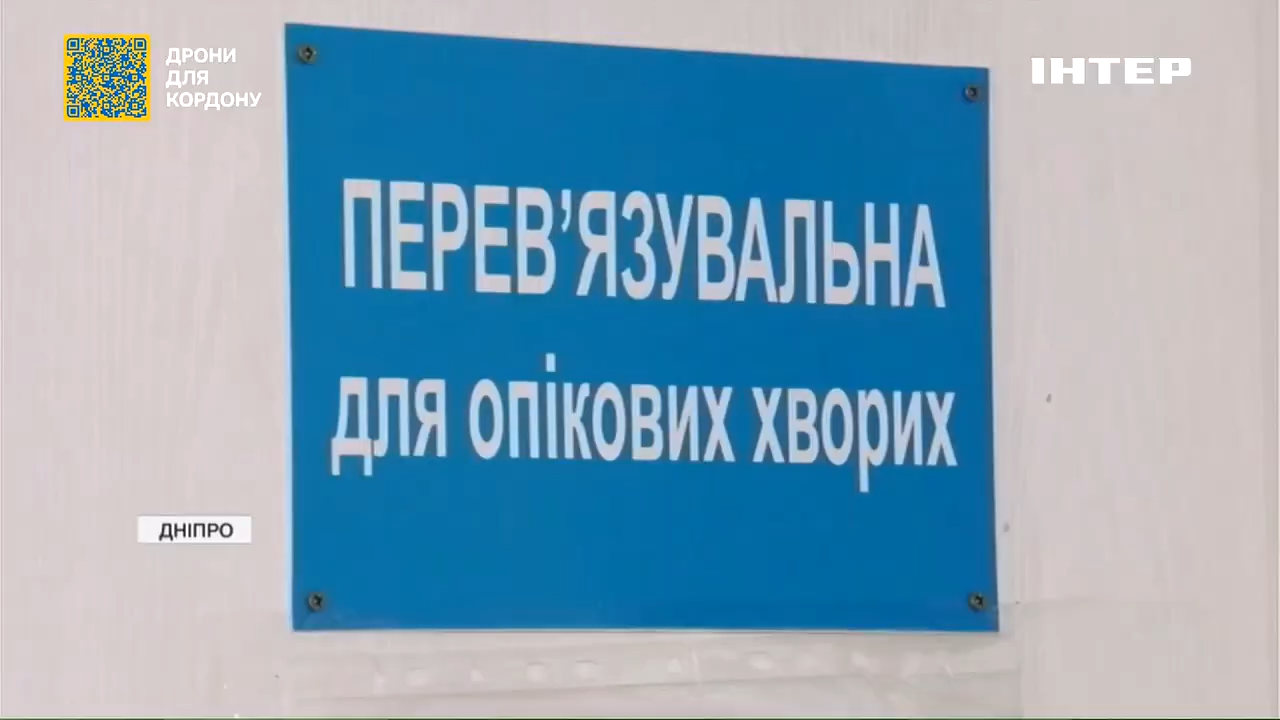 ДРОНИ
ДЛЯ
КОРДОНУ
ІНТЕР
ПЕРЕВ’ЯЗУВАЛЬНА
для опікових хворих
ДНІПРО